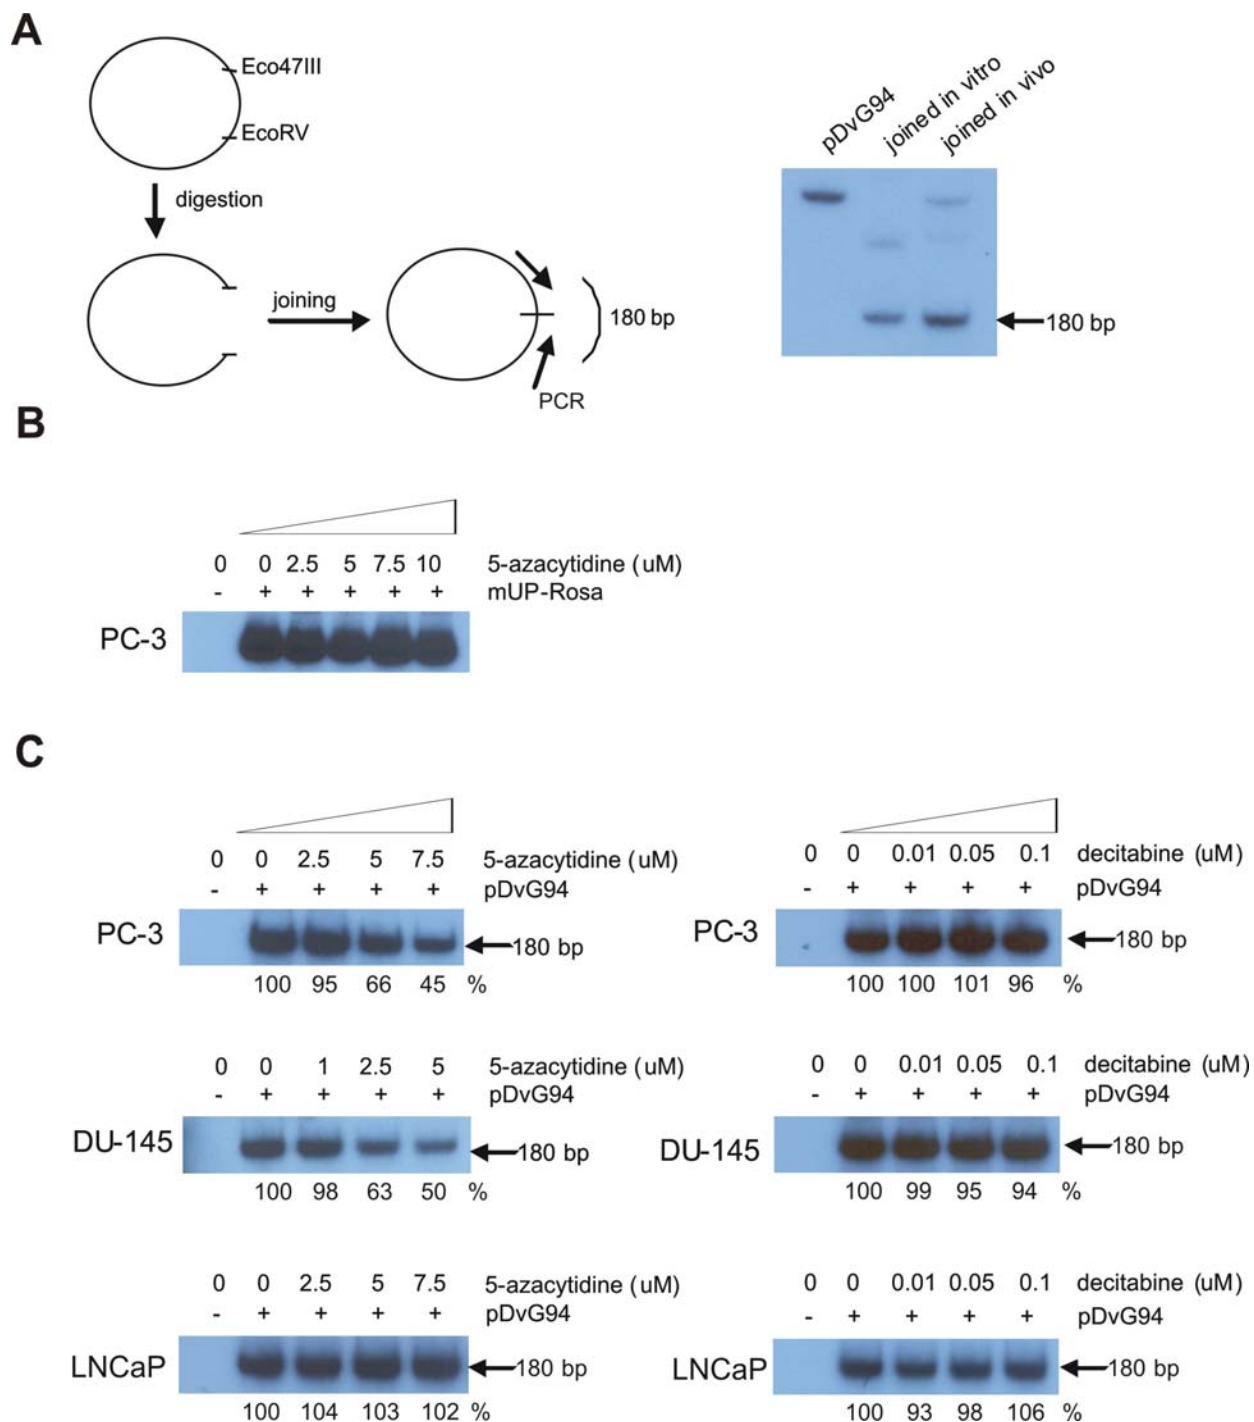 A
Eco47III
EcoRV
digestion
joining
180 bp
PCR
pDvG94
joined in vitro
joined in vivo
180 bp
B
0 0 2.5 5 7.5 10 5-azacytidine (uM)
- + + + + + mUP-Rosa
PC-3
C
0 0 2.5 5 7.5 5-azacytidine (uM)
- + + + + pDvG94
PC-3 180 bp
100 95 66 45 %
0 0 0.01 0.05 0.1 decitabine (uM)
- + + + + pDvG94
PC-3 180 bp
100 100 101 96 %
0 0 1 2.5 5 5-azacytidine (uM)
- + + + + pDvG94
DU-145 180 bp
100 98 63 50 %
0 0 0.01 0.05 0.1 decitabine (uM)
- + + + + pDvG94
DU-145 180 bp
100 99 95 94 %
0 0 2.5 5 7.5 5-azacytidine (uM)
- + + + + pDvG94
LNCaP 180 bp
100 104 103 102 %
0 0 0.01 0.05 0.1 decitabine (uM)
- + + + + pDvG94
LNCaP 180 bp
100 93 98 106 %